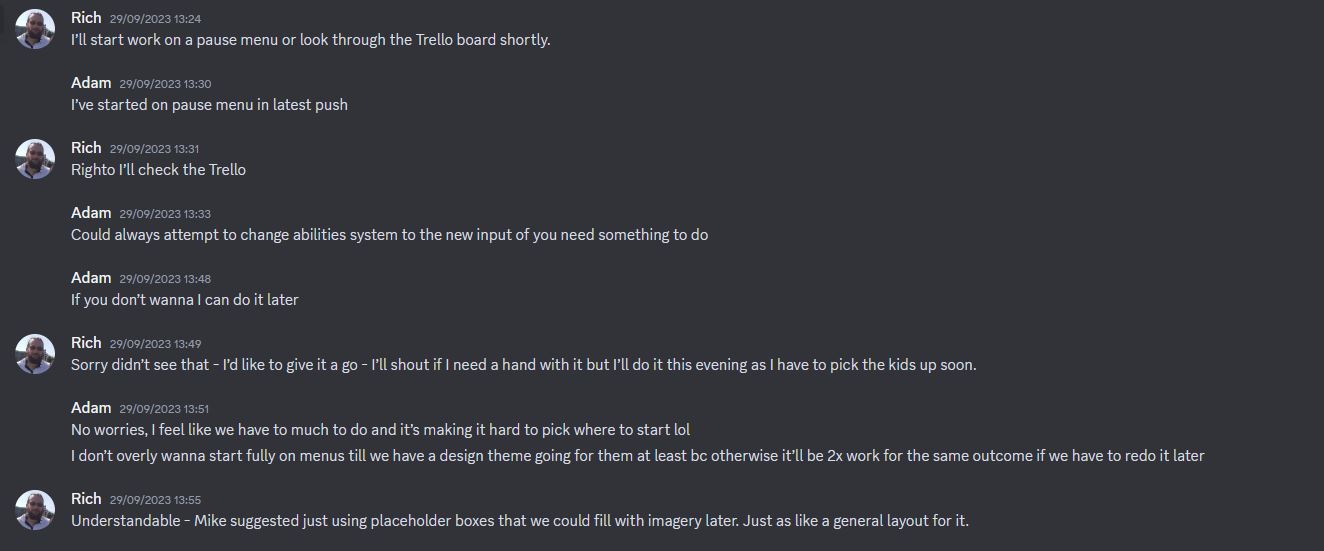 Rich 29/09/2023 13:24
I'll start work on a pause menu or look through the Trello board shortly.
Adam 29/09/2023 13:30
I've started on pause menu in latest push
Rich 29/09/2023 13:31
Righto I'll check the Trello
Adam 29/09/2023 13:33
Could always attempt to change abilities system to the new input of you need something to do
Adam 29/09/2023 13:48
If you don't wanna I can do it later
Rich 29/09/2023 13:49
Sorry didn't see that - I'd like to give it a go - I'll shout if I need a hand with it but I'll do it this evening as I have to pick the kids up soon.
Adam 29/09/2023 13:51
No worries, I feel like we have to much to do and it's making it hard to pick where to start lol
I don't overly wanna start fully on menus till we have a design theme going for them at least bc otherwise it'll be 2x work for the same outcome if we have to redo it later
Rich 29/09/2023 13:55
Understandable - Mike suggested just using placeholder boxes that we could fill with imagery later. Just as like a general layout for it.